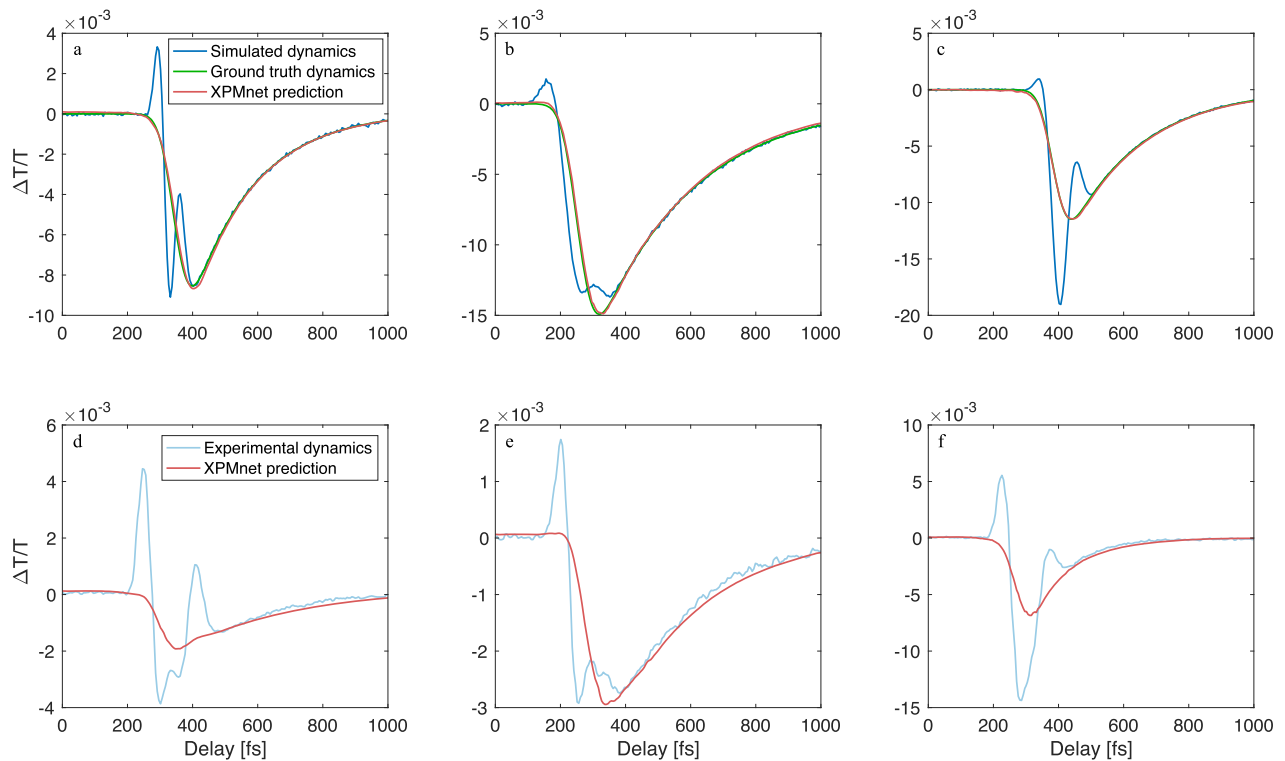 ×10⁻³
a
Simulated dynamics
Ground truth dynamics
XPMnet prediction
ΔT/T
4
2
0
-2
-4
-6
-8
-10
0 200 400 600 800 1000
×10⁻³
b
5
0
-5
-10
-15
0 200 400 600 800 1000
×10⁻³
c
5
0
-5
-10
-15
-20
0 200 400 600 800 1000
×10⁻³
d
Experimental dynamics
XPMnet prediction
ΔT/T
6
4
2
0
-2
-4
0 200 400 600 800 1000
Delay [fs]
×10⁻³
e
2
1
0
-1
-2
-3
0 200 400 600 800 1000
Delay [fs]
×10⁻³
f
10
5
0
-5
-10
-15
0 200 400 600 800 1000
Delay [fs]